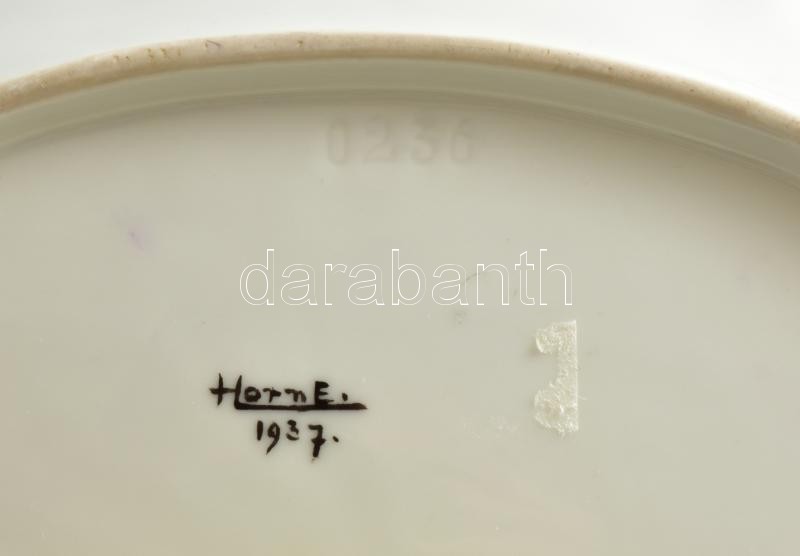 0236
darabanth
Horn E.
1937.